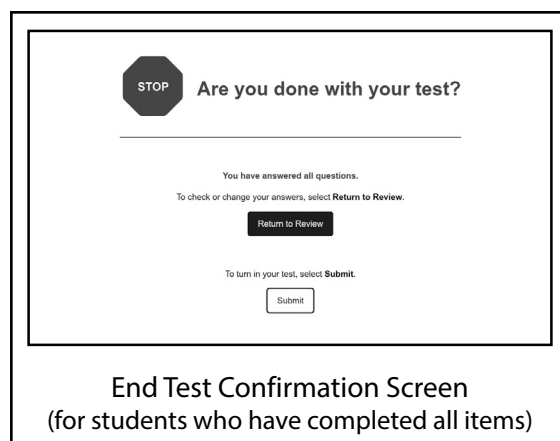 STOP
Are you done with your test?
You have answered all questions.
To check or change your answers, select Return to Review.
Return to Review
To turn in your test, select Submit.
Submit
End Test Confirmation Screen
(for students who have completed all items)